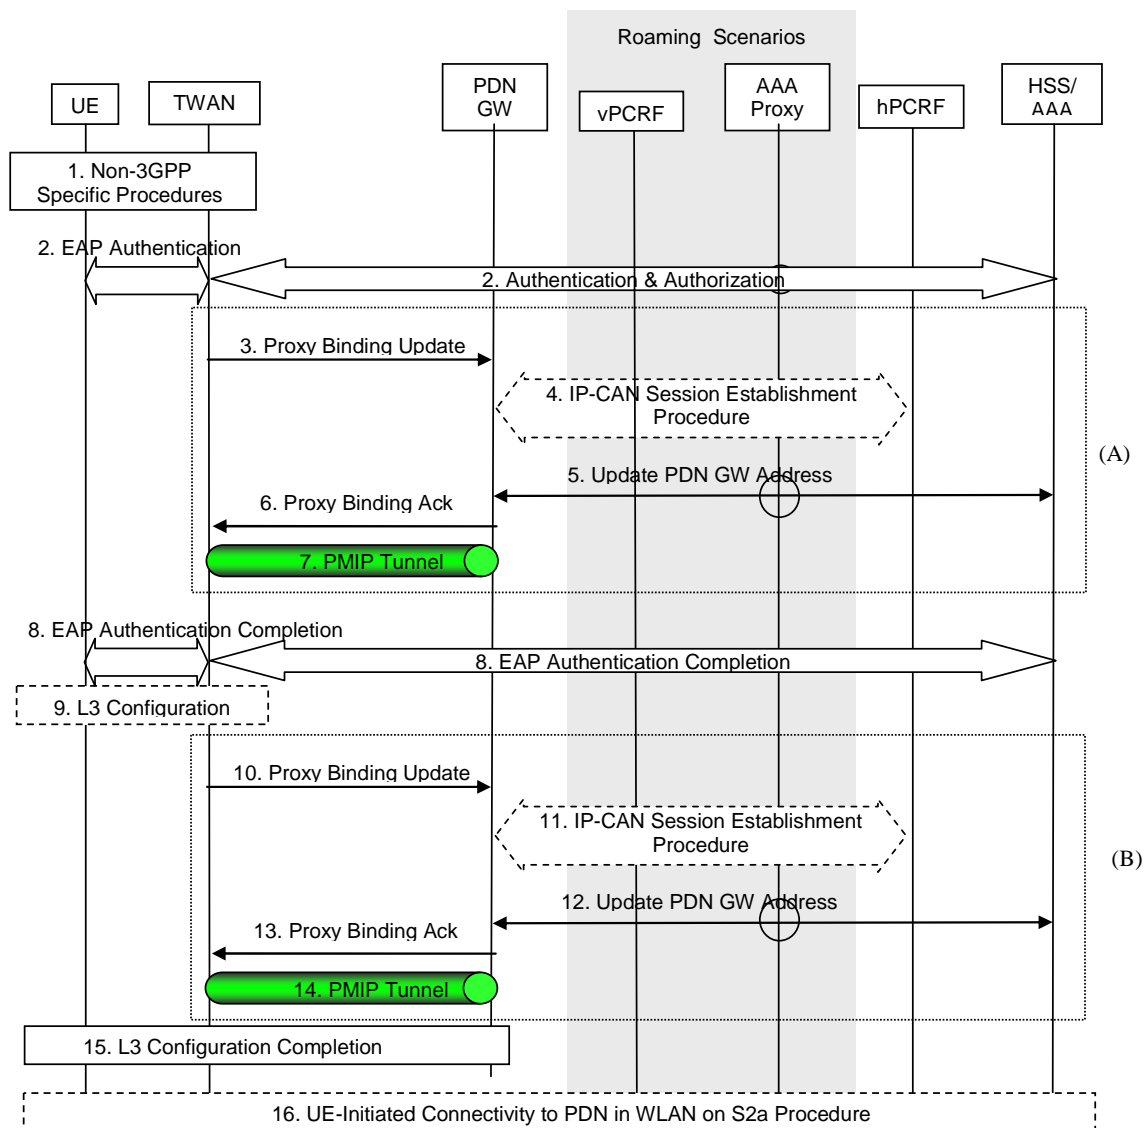 Roaming Scenarios
UE
TWAN
PDN
GW
vPCRF
AAA
Proxy
hPCRF
HSS/
AAA
1. Non-3GPP
Specific Procedures
2. EAP Authentication
2. Authentication & Authorization
3. Proxy Binding Update
4. IP-CAN Session Establishment
Procedure
(A)
5. Update PDN GW Address
6. Proxy Binding Ack
7. PMIP Tunnel
8. EAP Authentication Completion
8. EAP Authentication Completion
9. L3 Configuration
10. Proxy Binding Update
11. IP-CAN Session Establishment
Procedure
(B)
12. Update PDN GW Address
13. Proxy Binding Ack
14. PMIP Tunnel
15. L3 Configuration Completion
16. UE-Initiated Connectivity to PDN in WLAN on S2a Procedure